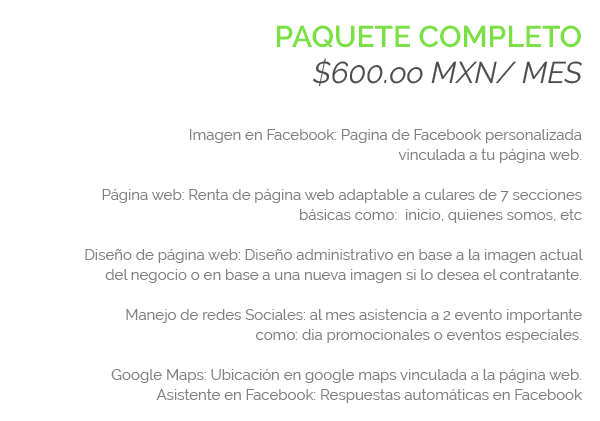 PAQUETE COMPLETO
$600.00 MXN/ MES
Imagen en Facebook: Pagina de Facebook personalizada
vinculada a tu página web.
Página web: Renta de página web adaptable a culares de 7 secciones
básicas como:  inicio, quienes somos, etc
Diseño de página web: Diseño administrativo en base a la imagen actual
del negocio o en base a una nueva imagen si lo desea el contratante.
Manejo de redes Sociales: al mes asistencia a 2 evento importante
como: dia promocionales o eventos especiales.
Google Maps: Ubicación en google maps vinculada a la página web.
Asistente en Facebook: Respuestas automáticas en Facebook